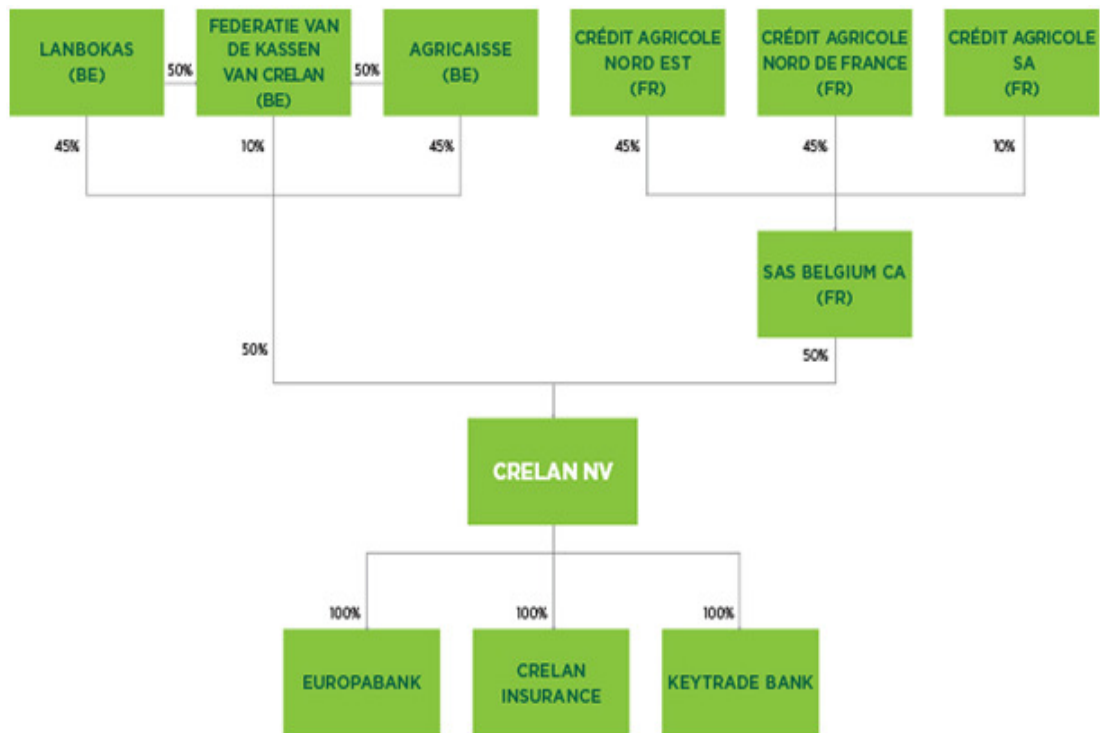 LANBOKAS
(BE)
50%
FEDERATIE VAN
DE KASSEN
VAN CRELAN
(BE)
50%
AGRICAISSE
(BE)
CRÉDIT AGRICOLE
NORD EST
(FR)
CRÉDIT AGRICOLE
NORD DE FRANCE
(FR)
CRÉDIT AGRICOLE
SA
(FR)
45%
10%
45%
45%
45%
10%
SAS BELGIUM CA
(FR)
50%
50%
CRELAN NV
100%
100%
100%
EUROPABANK
CRELAN
INSURANCE
KEYTRADE BANK